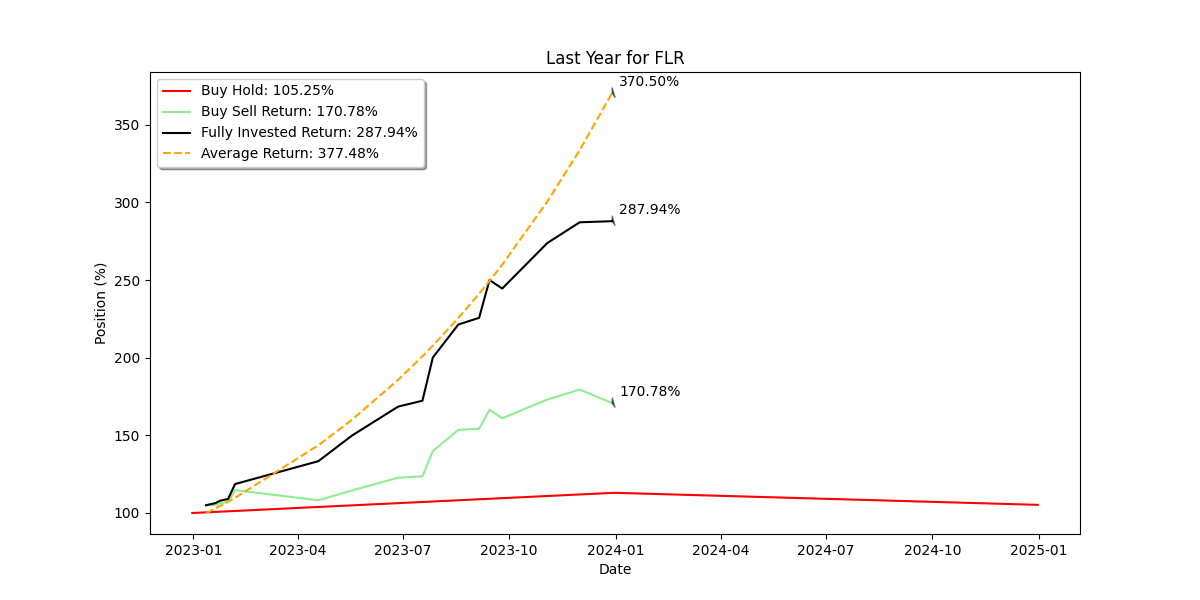 Last Year for FLR
Buy Hold: 105.25%
Buy Sell Return: 170.78%
Fully Invested Return: 287.94%
Average Return: 377.48%
370.50%
287.94%
170.78%
Position (%)
350
300
250
200
150
100
2023-01 2023-04 2023-07 2023-10 2024-01 2024-04 2024-07 2024-10 2025-01
Date